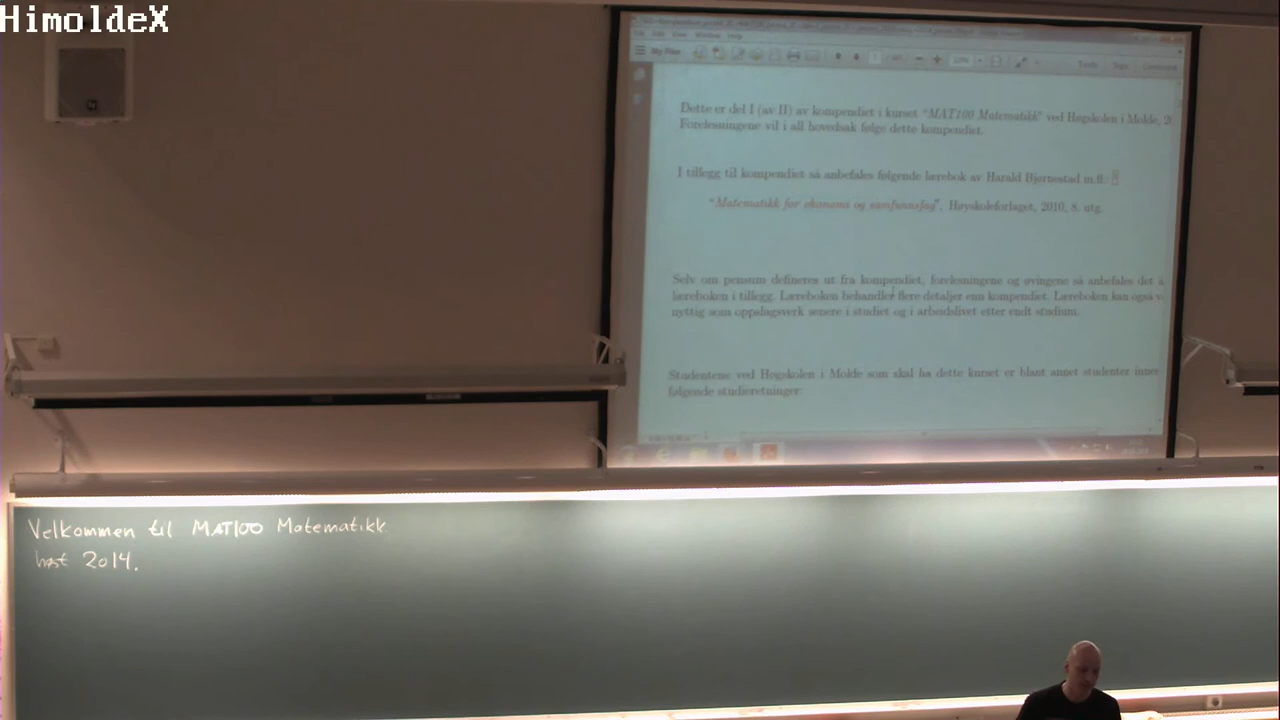 HimoldeX
Dette er del I (av II) av kompendiet i kurset “MAT100 Matematikk” ved Høgskolen i Molde, 2
Forelesningene vil i all hovedsak følge dette kompendiet.
I tillegg til kompendiet så anbefales følgende lærebok av Harald Bjørnestad m.fl.:
“Matematikk for økonomi og samfunnsfag”, Høyskoleforlaget, 2010, 8. utg.
Selv om pensum defineres ut fra kompendiet, forelesningene og øvingene så anbefales det å
læreboken i tillegg. Læreboken behandler flere detaljer enn kompendiet. Læreboken kan også v
nyttig som oppslagsverk senere i studiet og i arbeidslivet etter endt studium.
Studentene ved Høgskolen i Molde som skal ha dette kurset er blant annet studenter innen
følgende studieretninger:
Velkommen til MAT100 Matematikk
høst 2014.